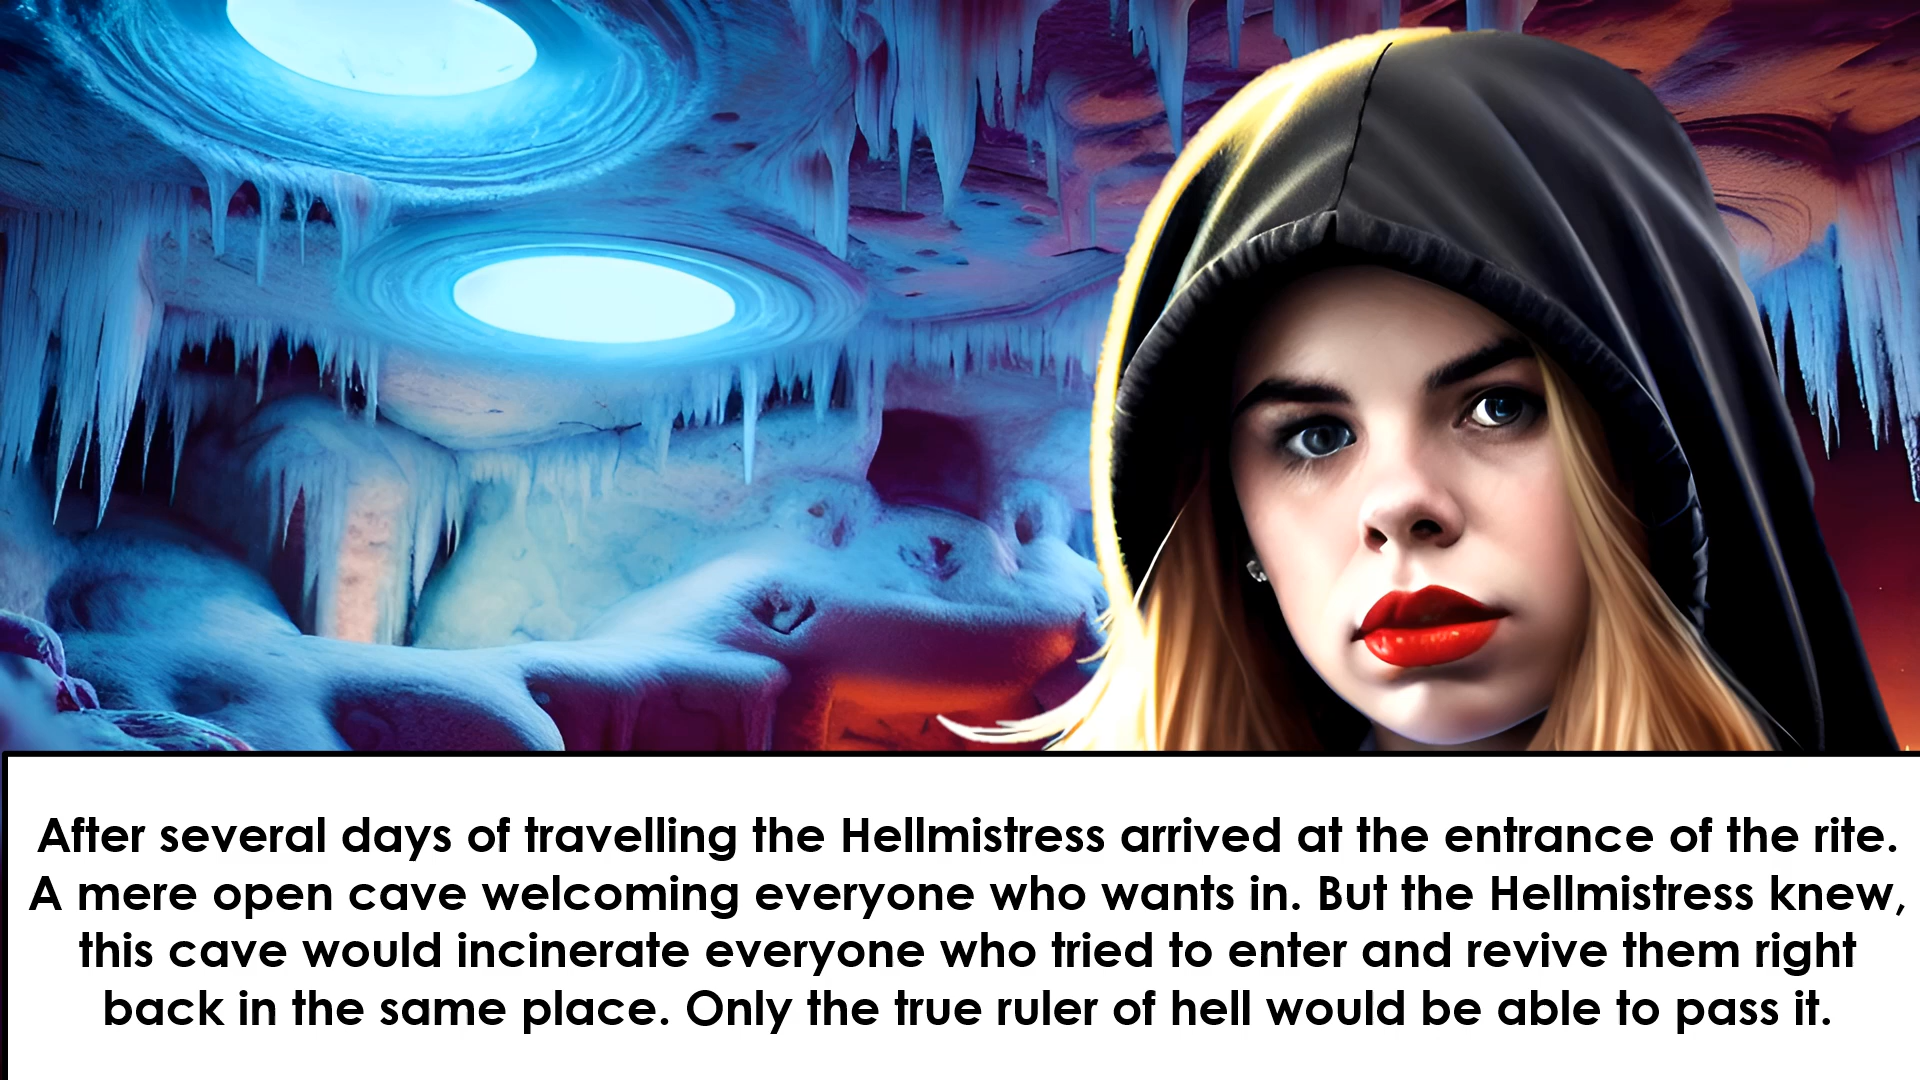 After several days of travelling the Hellmistress arrived at the entrance of the rite.
A mere open cave welcoming everyone who wants in. But the Hellmistress knew,
this cave would incinerate everyone who tried to enter and revive them right
back in the same place. Only the true ruler of hell would be able to pass it.